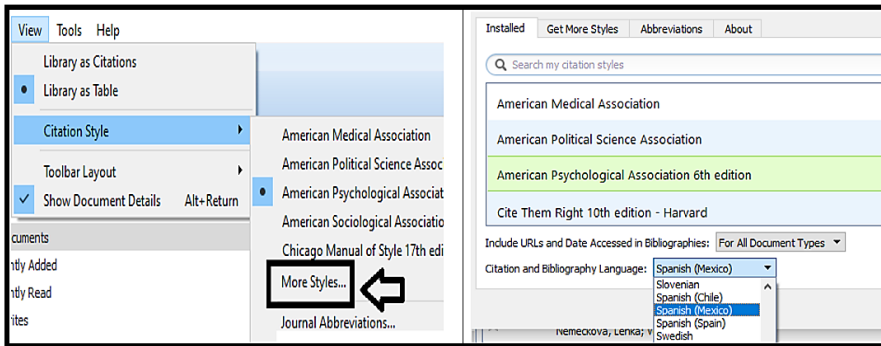 View Tools Help
Library as Citations
Library as Table
Citation Style
Toolbar Layout
Show Document Details Alt+Return
cuments
ntly Added
ntly Read
rites
American Medical Association
American Political Science Assoc
American Psychological Associat
American Sociological Associatio
Chicago Manual of Style 17th edi
More Styles...
Journal Abbreviations...
Installed Get More Styles Abbreviations About
Search my citation styles
American Medical Association
American Political Science Association
American Psychological Association 6th edition
Cite Them Right 10th edition - Harvard
Include URLs and Date Accessed in Bibliographies: For All Document Types
Citation and Bibliography Language: Spanish (Mexico)
Slovenian
Spanish (Chile)
Spanish (Mexico)
Spanish (Spain)
Swedish
Nemeckova, Lenka; V